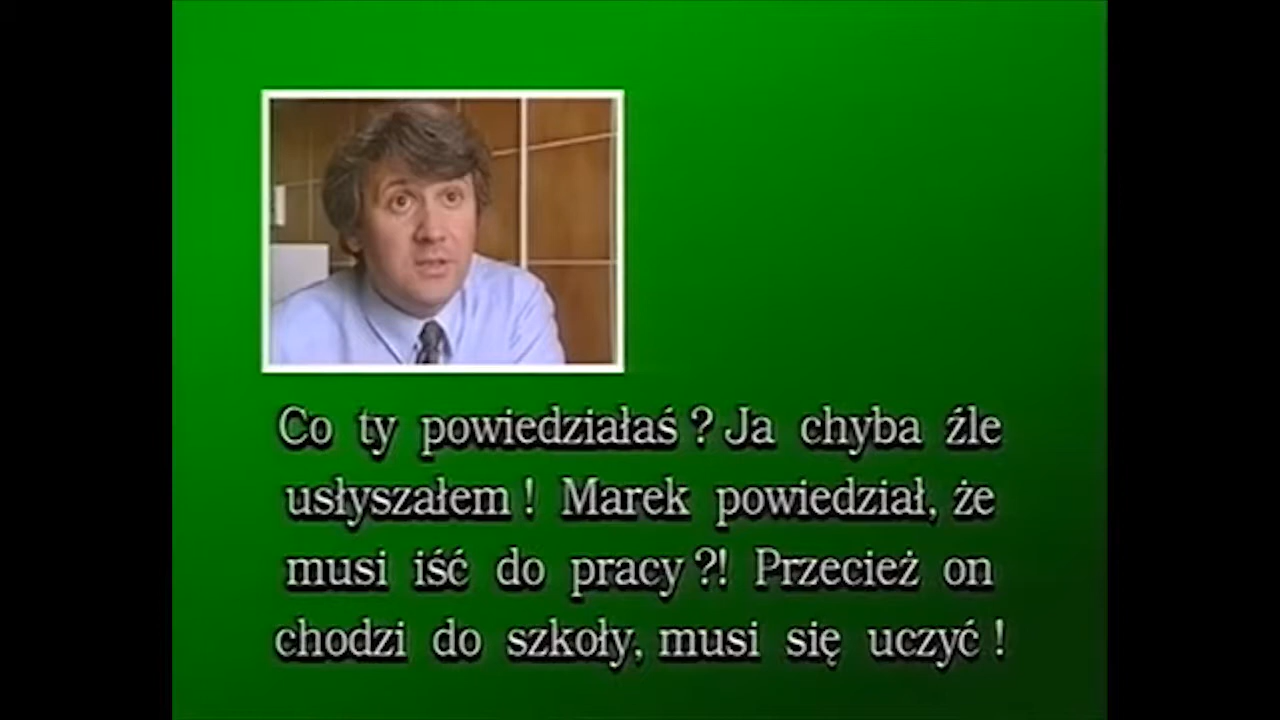 Co ty powiedziałaś ? Ja chyba źle
usłyszałem ! Marek powiedział, że
musi iść do pracy ?! Przecież on
chodzi do szkoły, musi się uczyć !